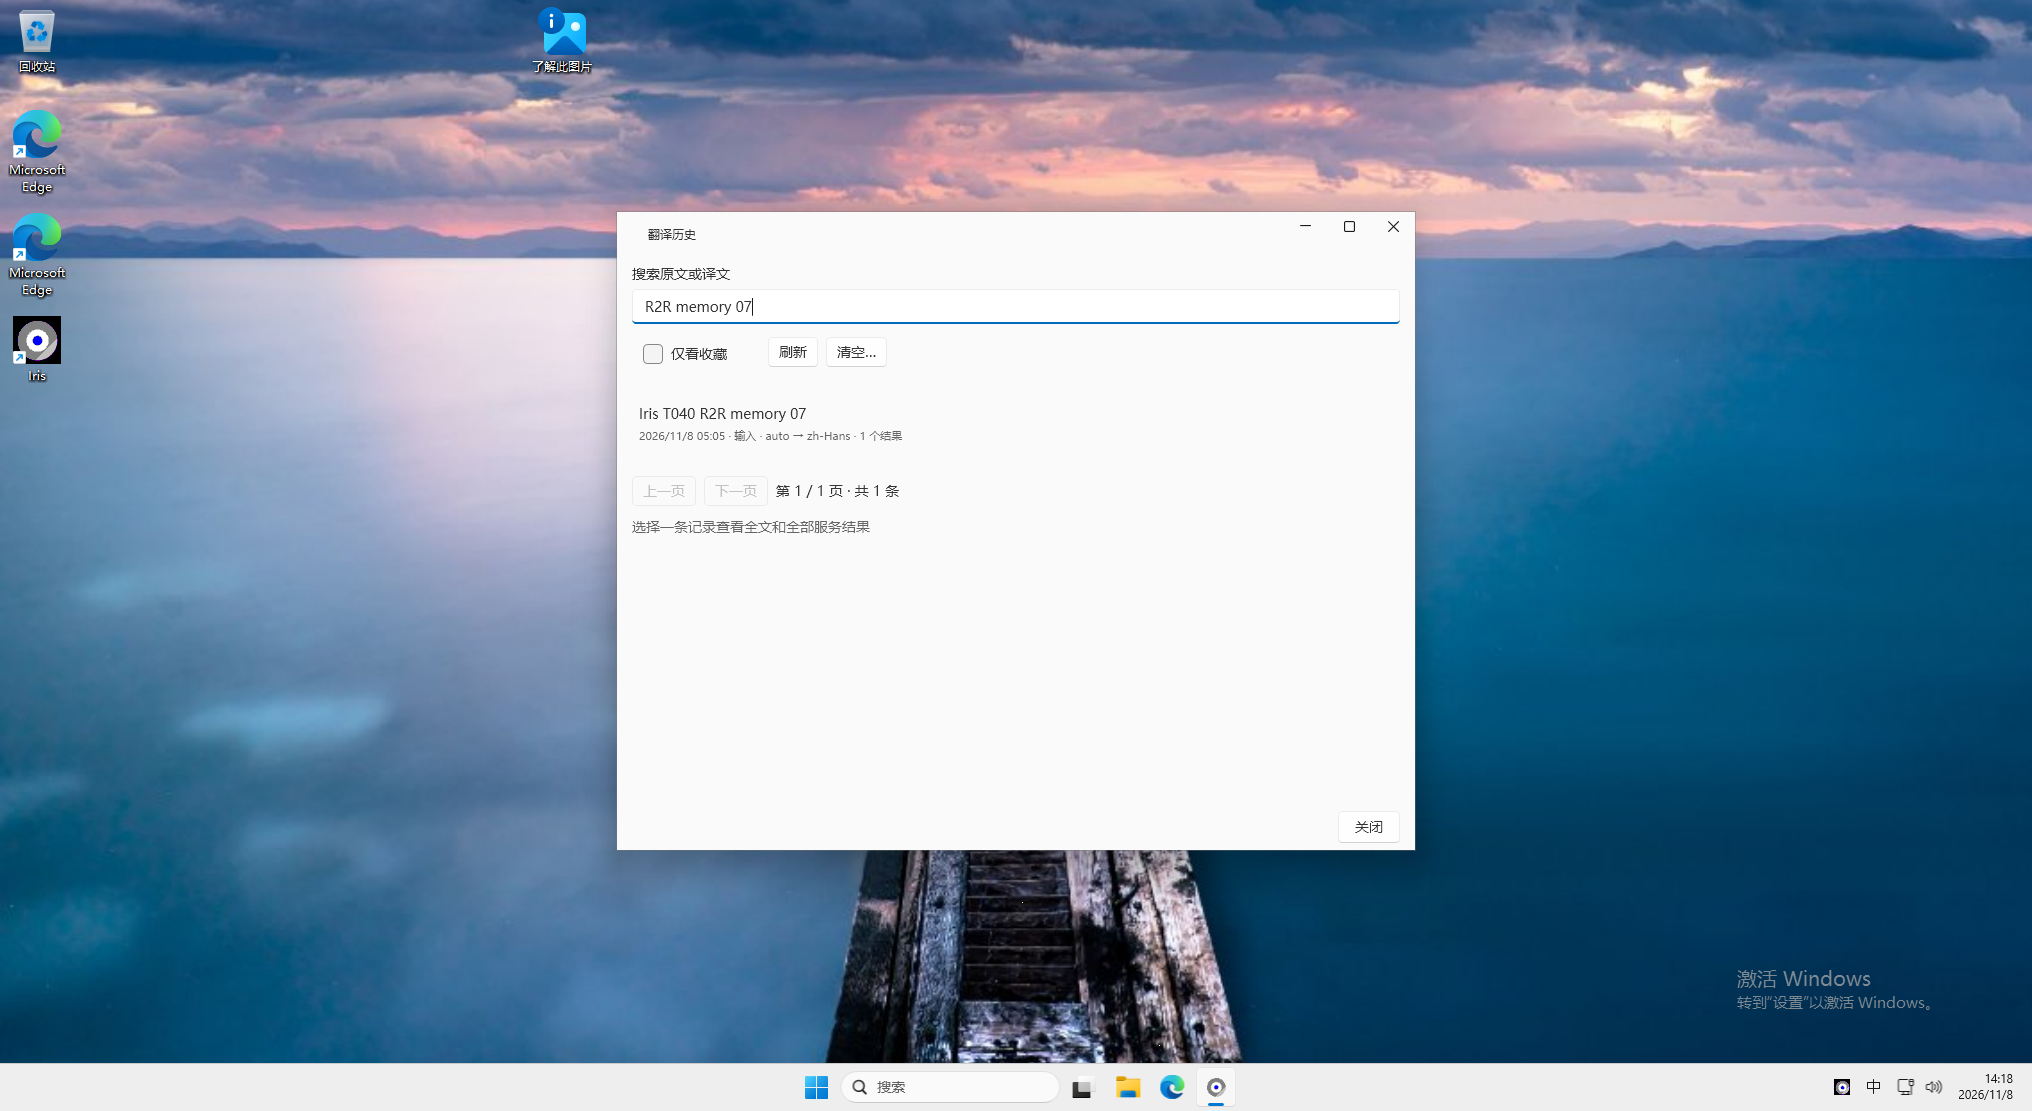 回收站
了解此图片
Microsoft
Edge
Microsoft
Edge
Iris
翻译历史
搜索原文或译文
R2R memory 07
仅看收藏
刷新
清空...
Iris T040 R2R memory 07
2026/11/8 05:05 · 输入 · auto → zh-Hans · 1 个结果
上一页
下一页
第 1 / 1 页 · 共 1 条
选择一条记录查看全文和全部服务结果
关闭
激活 Windows
转到“设置”以激活 Windows。
搜索
中
14:18
2026/11/8